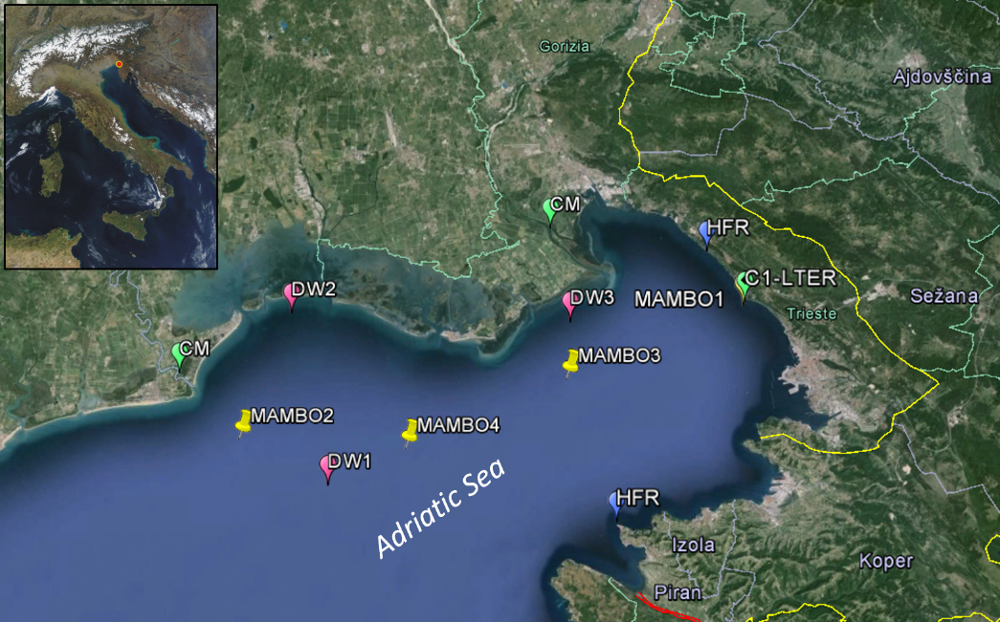 Gorizia
Ajdovščina
CM
HFR
C1-LTER
DW2
DW3
MAMBO1
Sežana
Trieste
CM
MAMBO3
MAMBO2
MAMBO4
DW1
Adriatic Sea
HFR
Izola
Koper
Piran